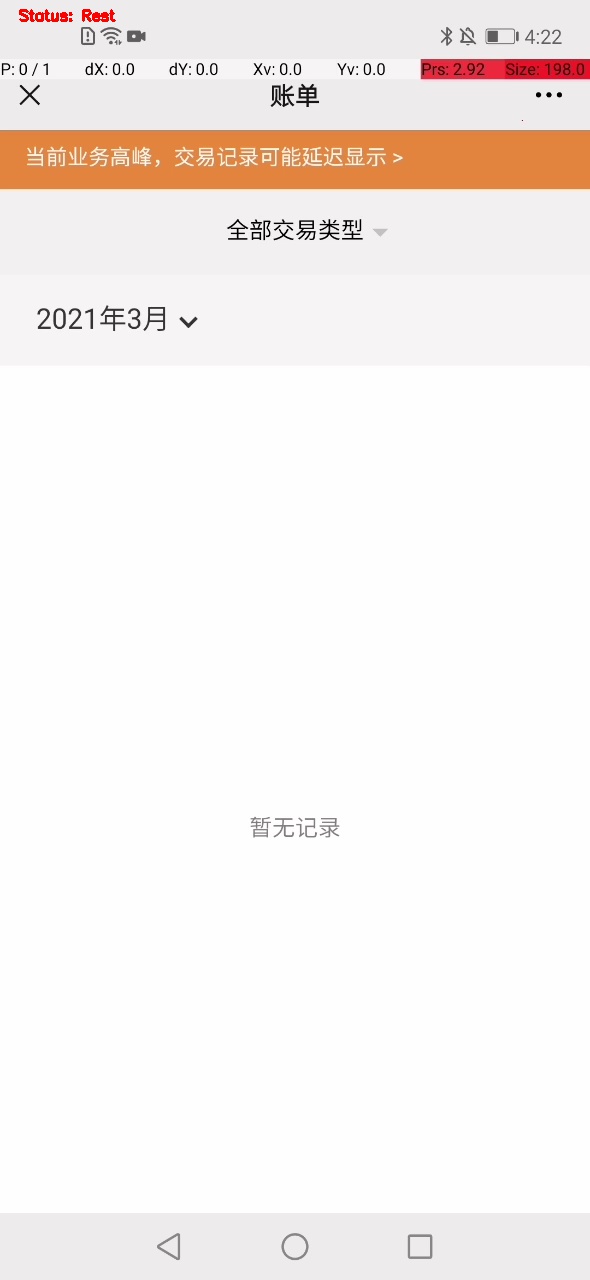 Status: Rest
4:22
P: 0 / 1 dX: 0.0 dY: 0.0 Xv: 0.0 Yv: 0.0 Prs: 2.92 Size: 198.0
账单
当前业务高峰，交易记录可能延迟显示 >
全部交易类型
2021年3月
暂无记录